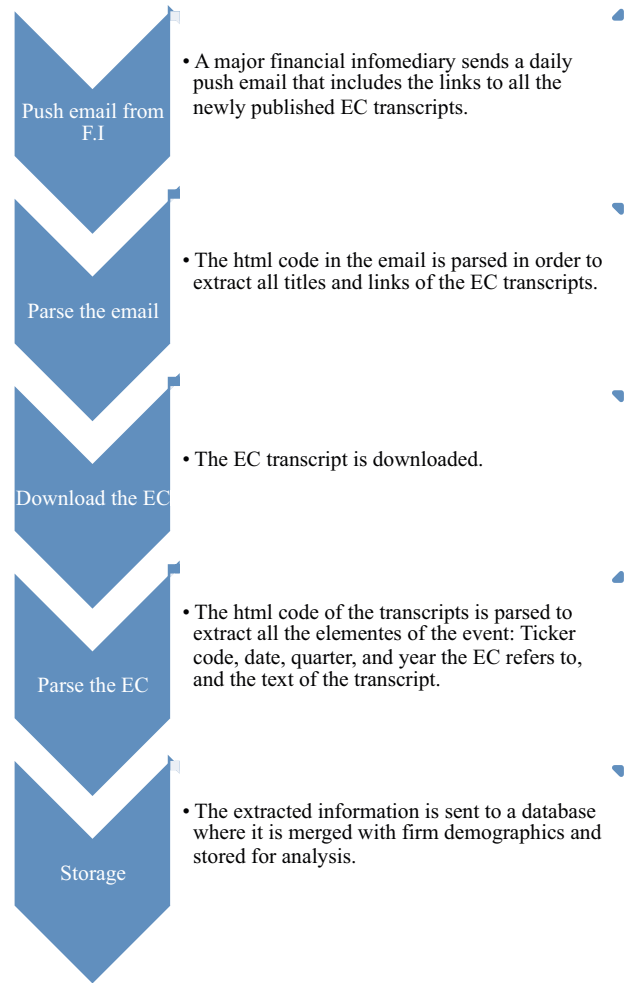 Push email from
F.I
• A major financial infomediary sends a daily
push email that includes the links to all the
newly published EC transcripts.
Parse the email
• The html code in the email is parsed in order to
extract all titles and links of the EC transcripts.
Download the EC
• The EC transcript is downloaded.
Parse the EC
• The html code of the transcripts is parsed to
extract all the elementes of the event: Ticker
code, date, quarter, and year the EC refers to,
and the text of the transcript.
Storage
• The extracted information is sent to a database
where it is merged with firm demographics and
stored for analysis.